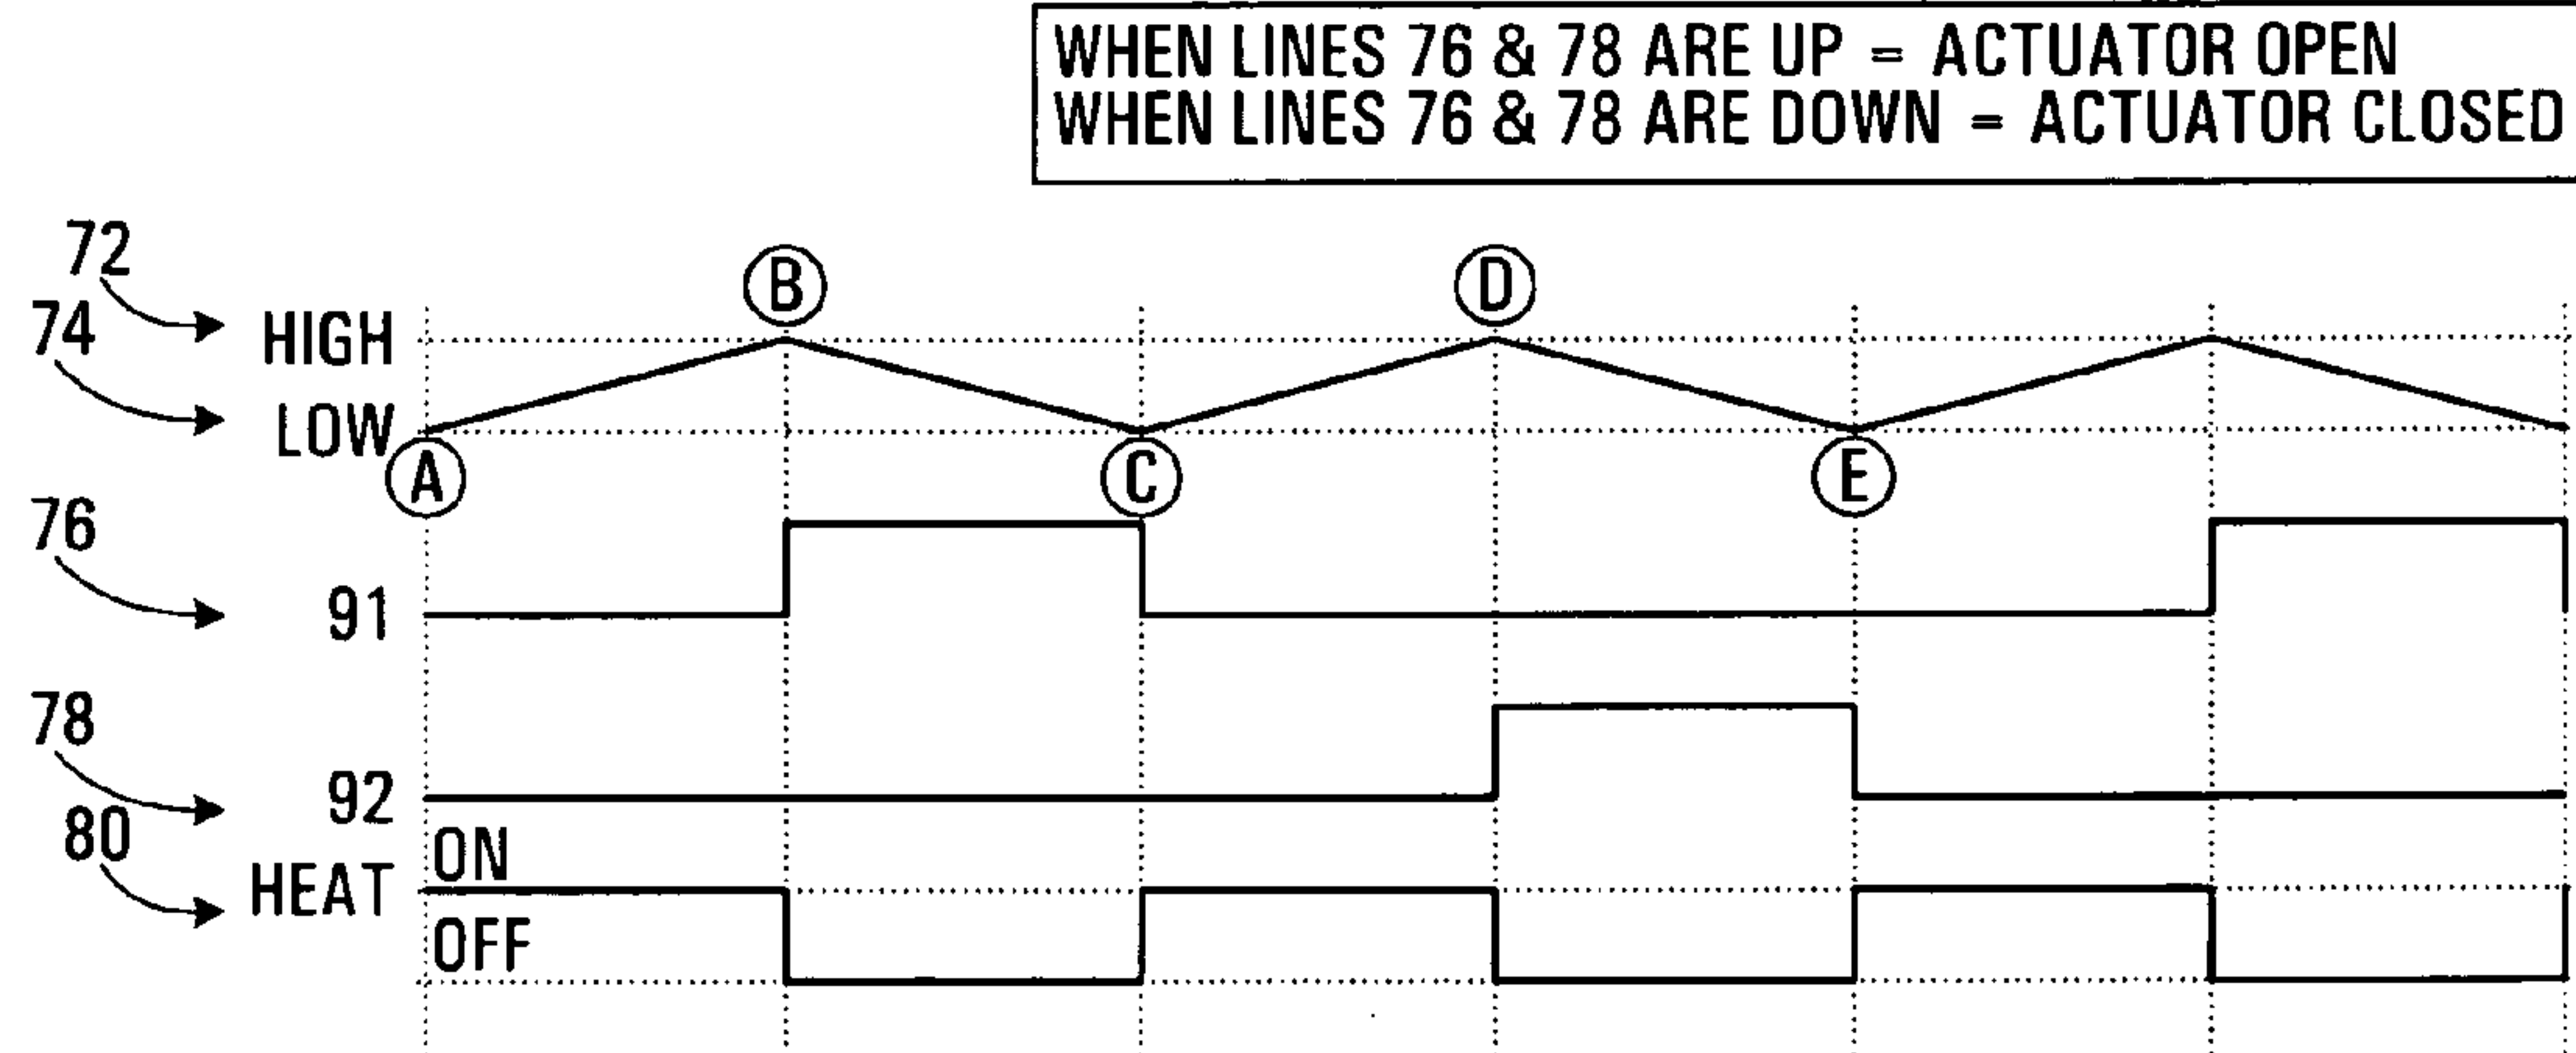 WHEN LINES 76 & 78 ARE UP = ACTUATOR OPEN
WHEN LINES 76 & 78 ARE DOWN = ACTUATOR CLOSED
72
B
D
74
HIGH
LOW
A
C
E
76
91
78
92
80
ON
HEAT
OFF